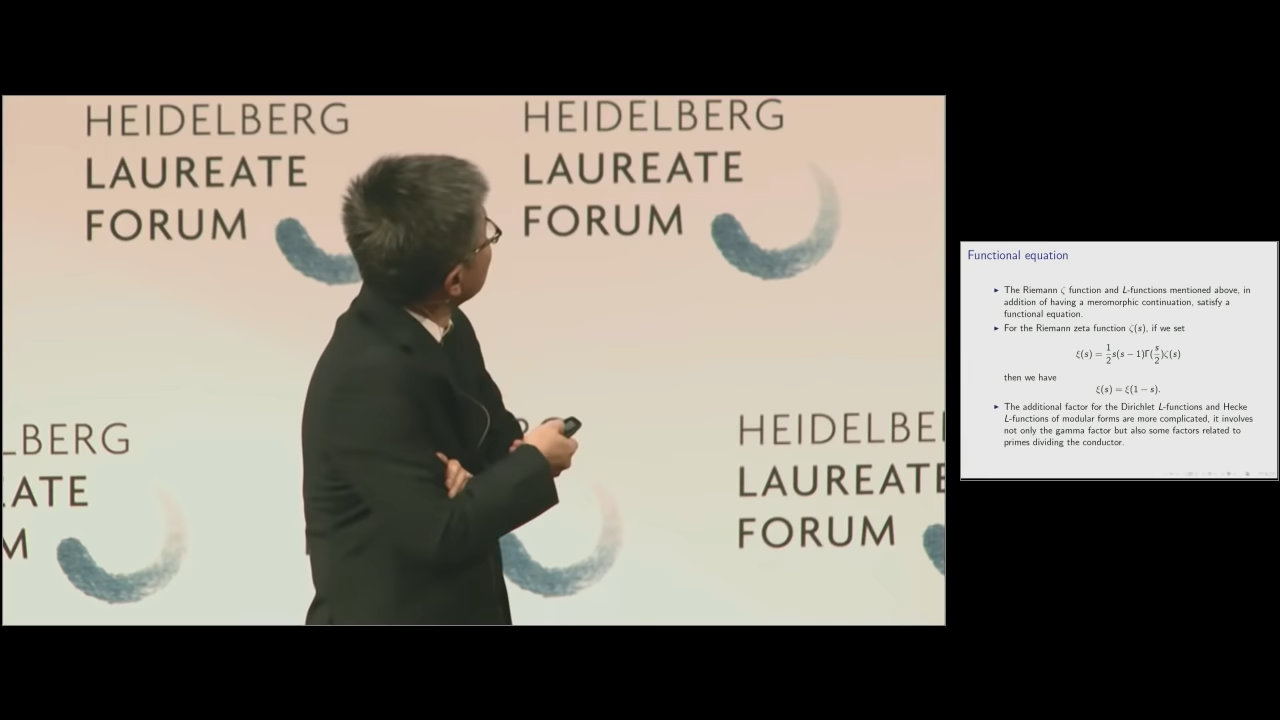 HEIDELBERG
LAUREATE
FORUM
HEIDELBERG
LAUREATE
FORUM
LBERG
ATE
M
HEIDELBE
LAUREATE
FORUM
Functional equation
▸ The Riemann ζ function and L-functions mentioned above, in
addition of having a meromorphic continuation, satisfy a
functional equation.
▸ For the Riemann zeta function ζ(s), if we set
ξ(s) = 1/2 s(s − 1)Γ(s/2)ζ(s)
then we have
ξ(s) = ξ(1 − s).
▸ The additional factor for the Dirichlet L-functions and Hecke
L-functions of modular forms are more complicated, it involves
not only the gamma factor but also some factors related to
primes dividing the conductor.